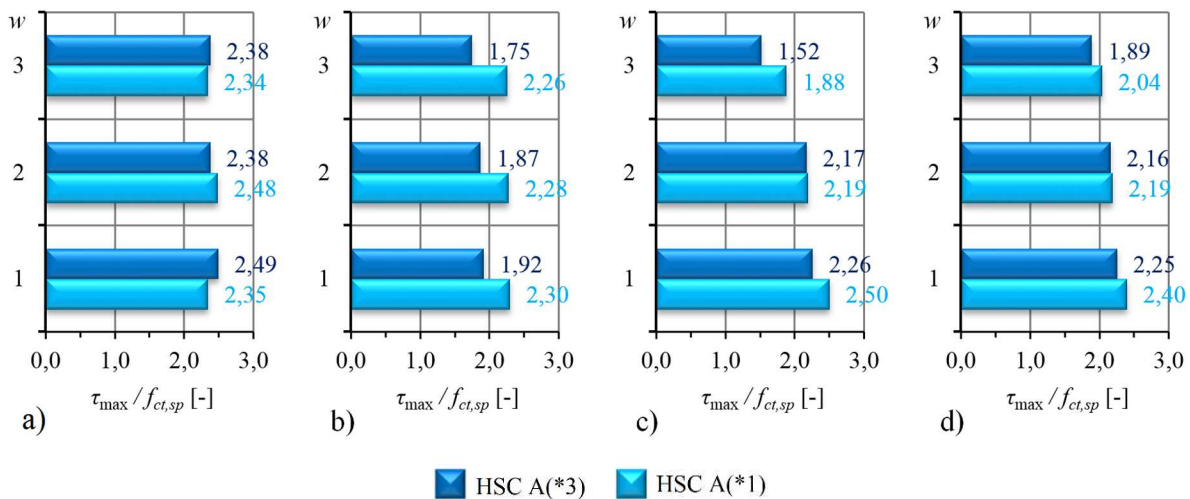 w
3
2,38
2,34
2
2,38
2,48
1
2,49
2,35
0,0 1,0 2,0 3,0
τmax / fct,sp [-]
a)
w
3
1,75
2,26
2
1,87
2,28
1
1,92
2,30
0,0 1,0 2,0 3,0
τmax / fct,sp [-]
b)
w
3
1,52
1,88
2
2,17
2,19
1
2,26
2,50
0,0 1,0 2,0 3,0
τmax / fct,sp [-]
c)
w
3
1,89
2,04
2
2,16
2,19
1
2,25
2,40
0,0 1,0 2,0 3,0
τmax / fct,sp [-]
d)
HSC A(*3) HSC A(*1)